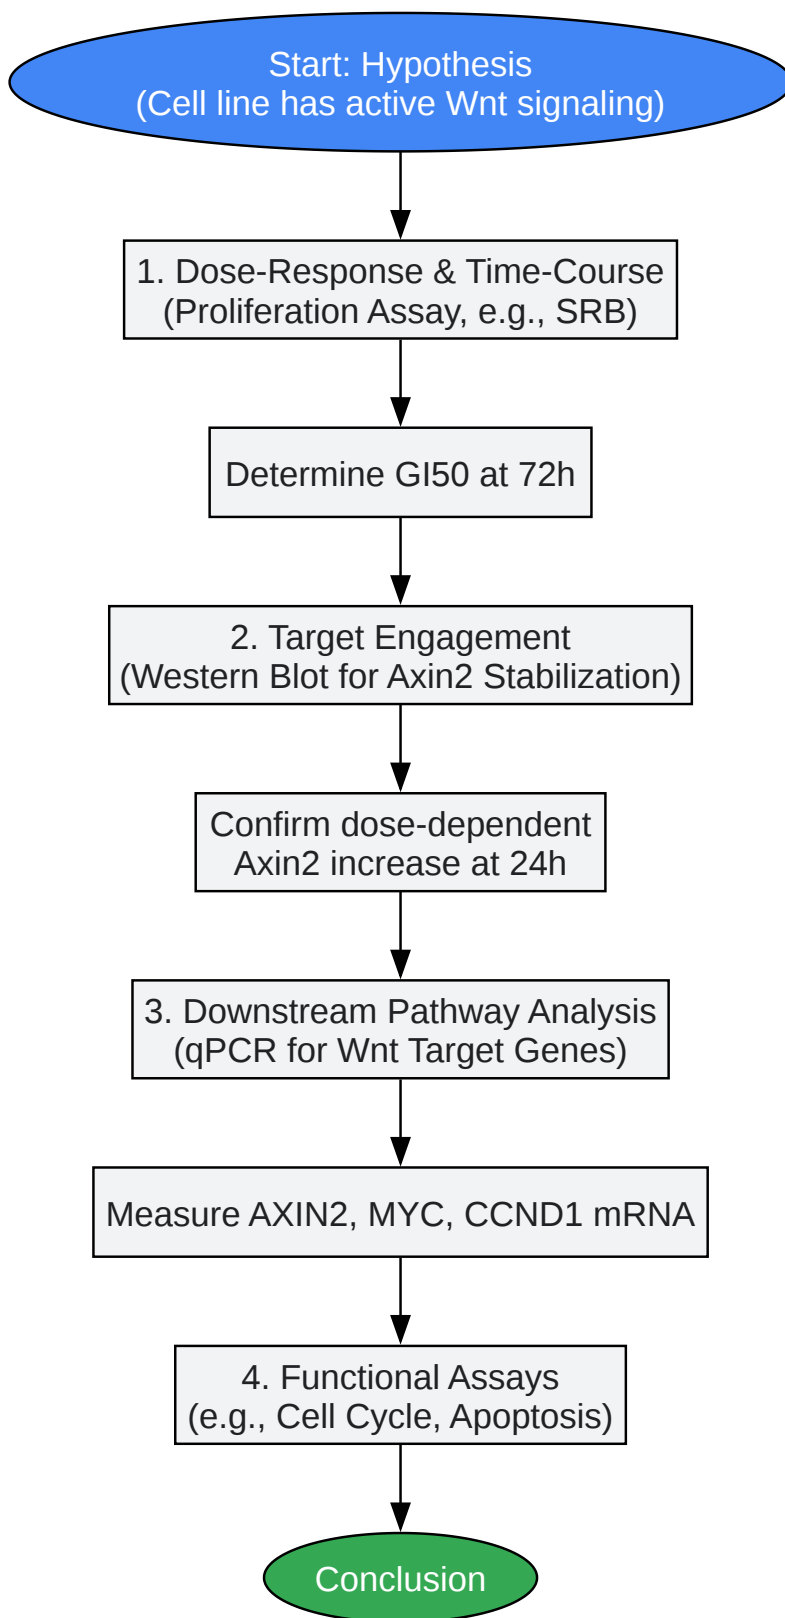 Start: Hypothesis
(Cell line has active Wnt signaling)
1. Dose-Response & Time-Course
(Proliferation Assay, e.g., SRB)
Determine GI50 at 72h
2. Target Engagement
(Western Blot for Axin2 Stabilization)
Confirm dose-dependent
Axin2 increase at 24h
3. Downstream Pathway Analysis
(qPCR for Wnt Target Genes)
Measure AXIN2, MYC, CCND1 mRNA
4. Functional Assays
(e.g., Cell Cycle, Apoptosis)
Conclusion